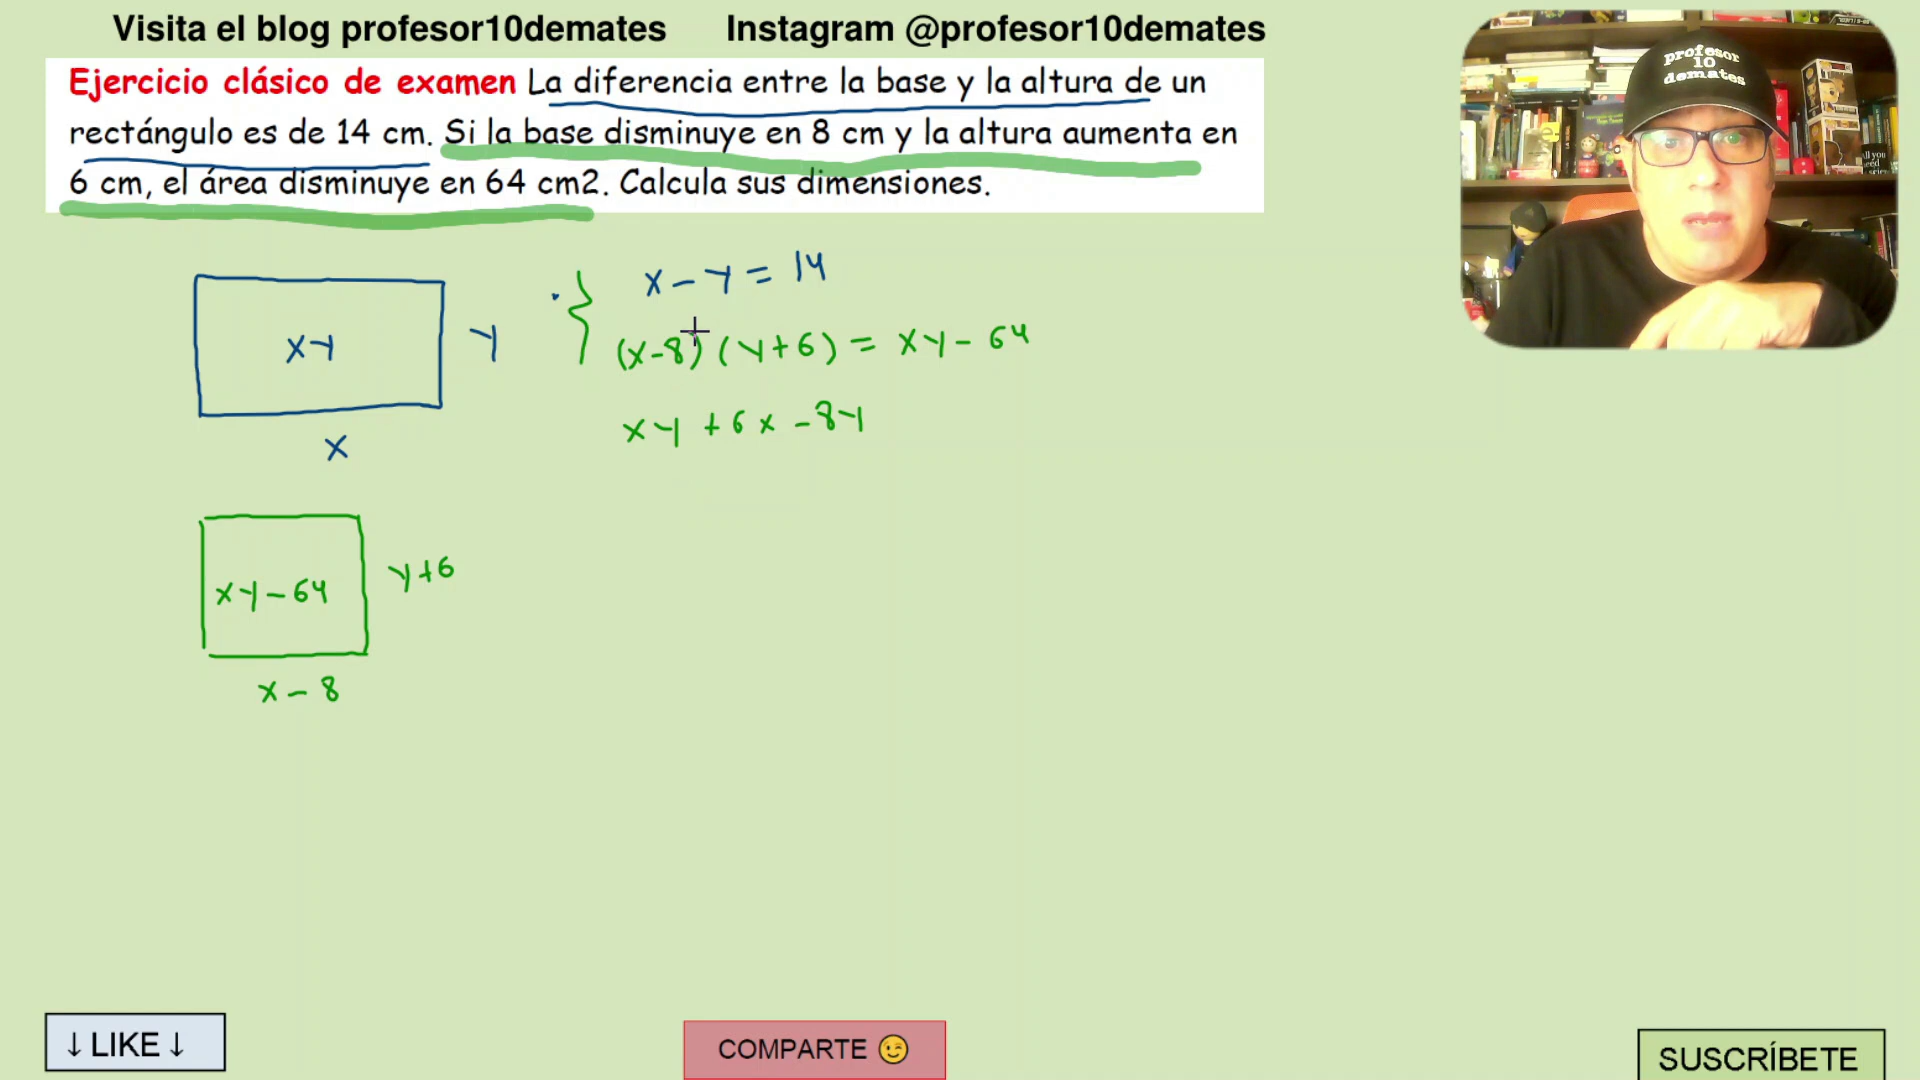 Visita el blog profesor10demates Instagram @profesor10demates
Ejercicio clásico de examen La diferencia entre la base y la altura de un
rectángulo es de 14 cm. Si la base disminuye en 8 cm y la altura aumenta en
6 cm, el área disminuye en 64 cm2. Calcula sus dimensiones.
profesor
10
demates
x - y = 14
xy y (x-8) (y+6) = xy - 64
xy + 6x - 8y
x
xy - 64 y+6
x - 8
↓ LIKE ↓ COMPARTE 😉 SUSCRÍBETE